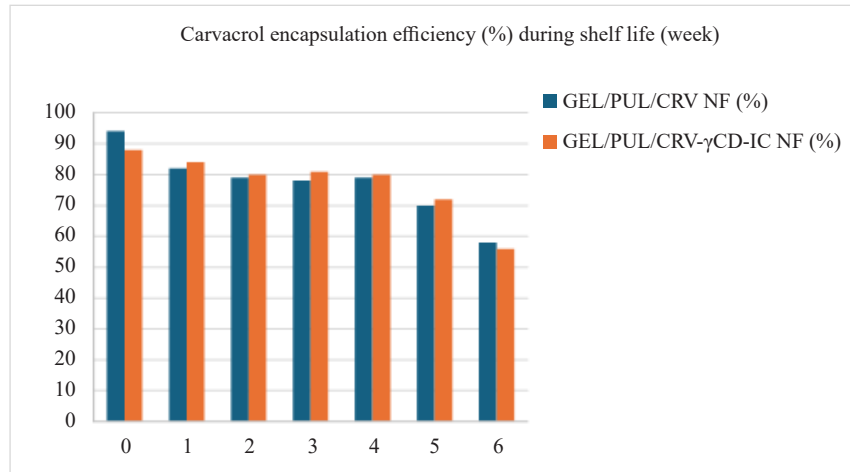 Carvacrol encapsulation efficiency (%) during shelf life (week)
GEL/PUL/CRV NF (%)
GEL/PUL/CRV-γCD-IC NF (%)
100
90
80
70
60
50
40
30
20
10
0
0 1 2 3 4 5 6